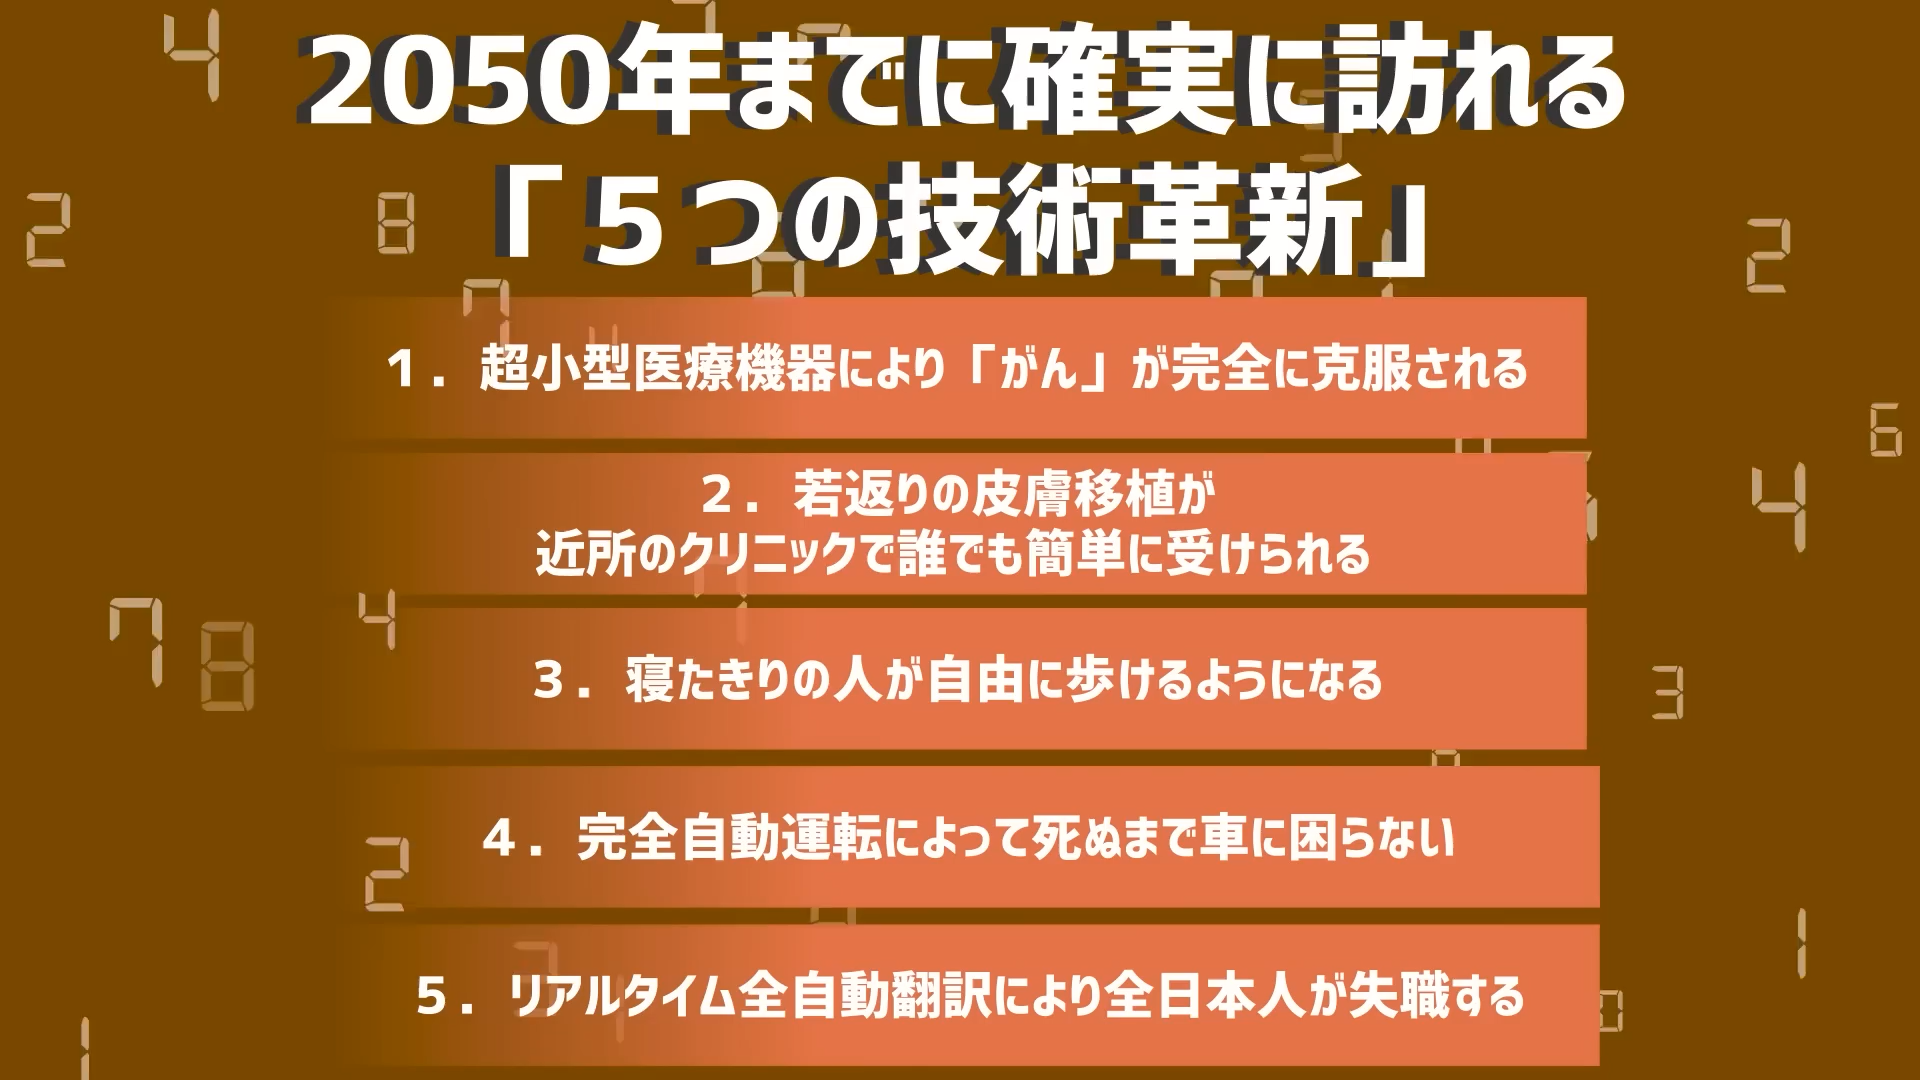 2050年までに確実に訪れる
「５つの技術革新」
１．超小型医療機器により「がん」が完全に克服される
２．若返りの皮膚移植が
近所のクリニックで誰でも簡単に受けられる
３．寝たきりの人が自由に歩けるようになる
４．完全自動運転によって死ぬまで車に困らない
５．リアルタイム全自動翻訳により全日本人が失職する